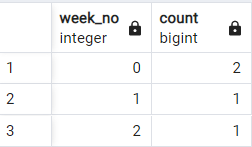 week_no integer count bigint
1 0 2
2 1 1
3 2 1